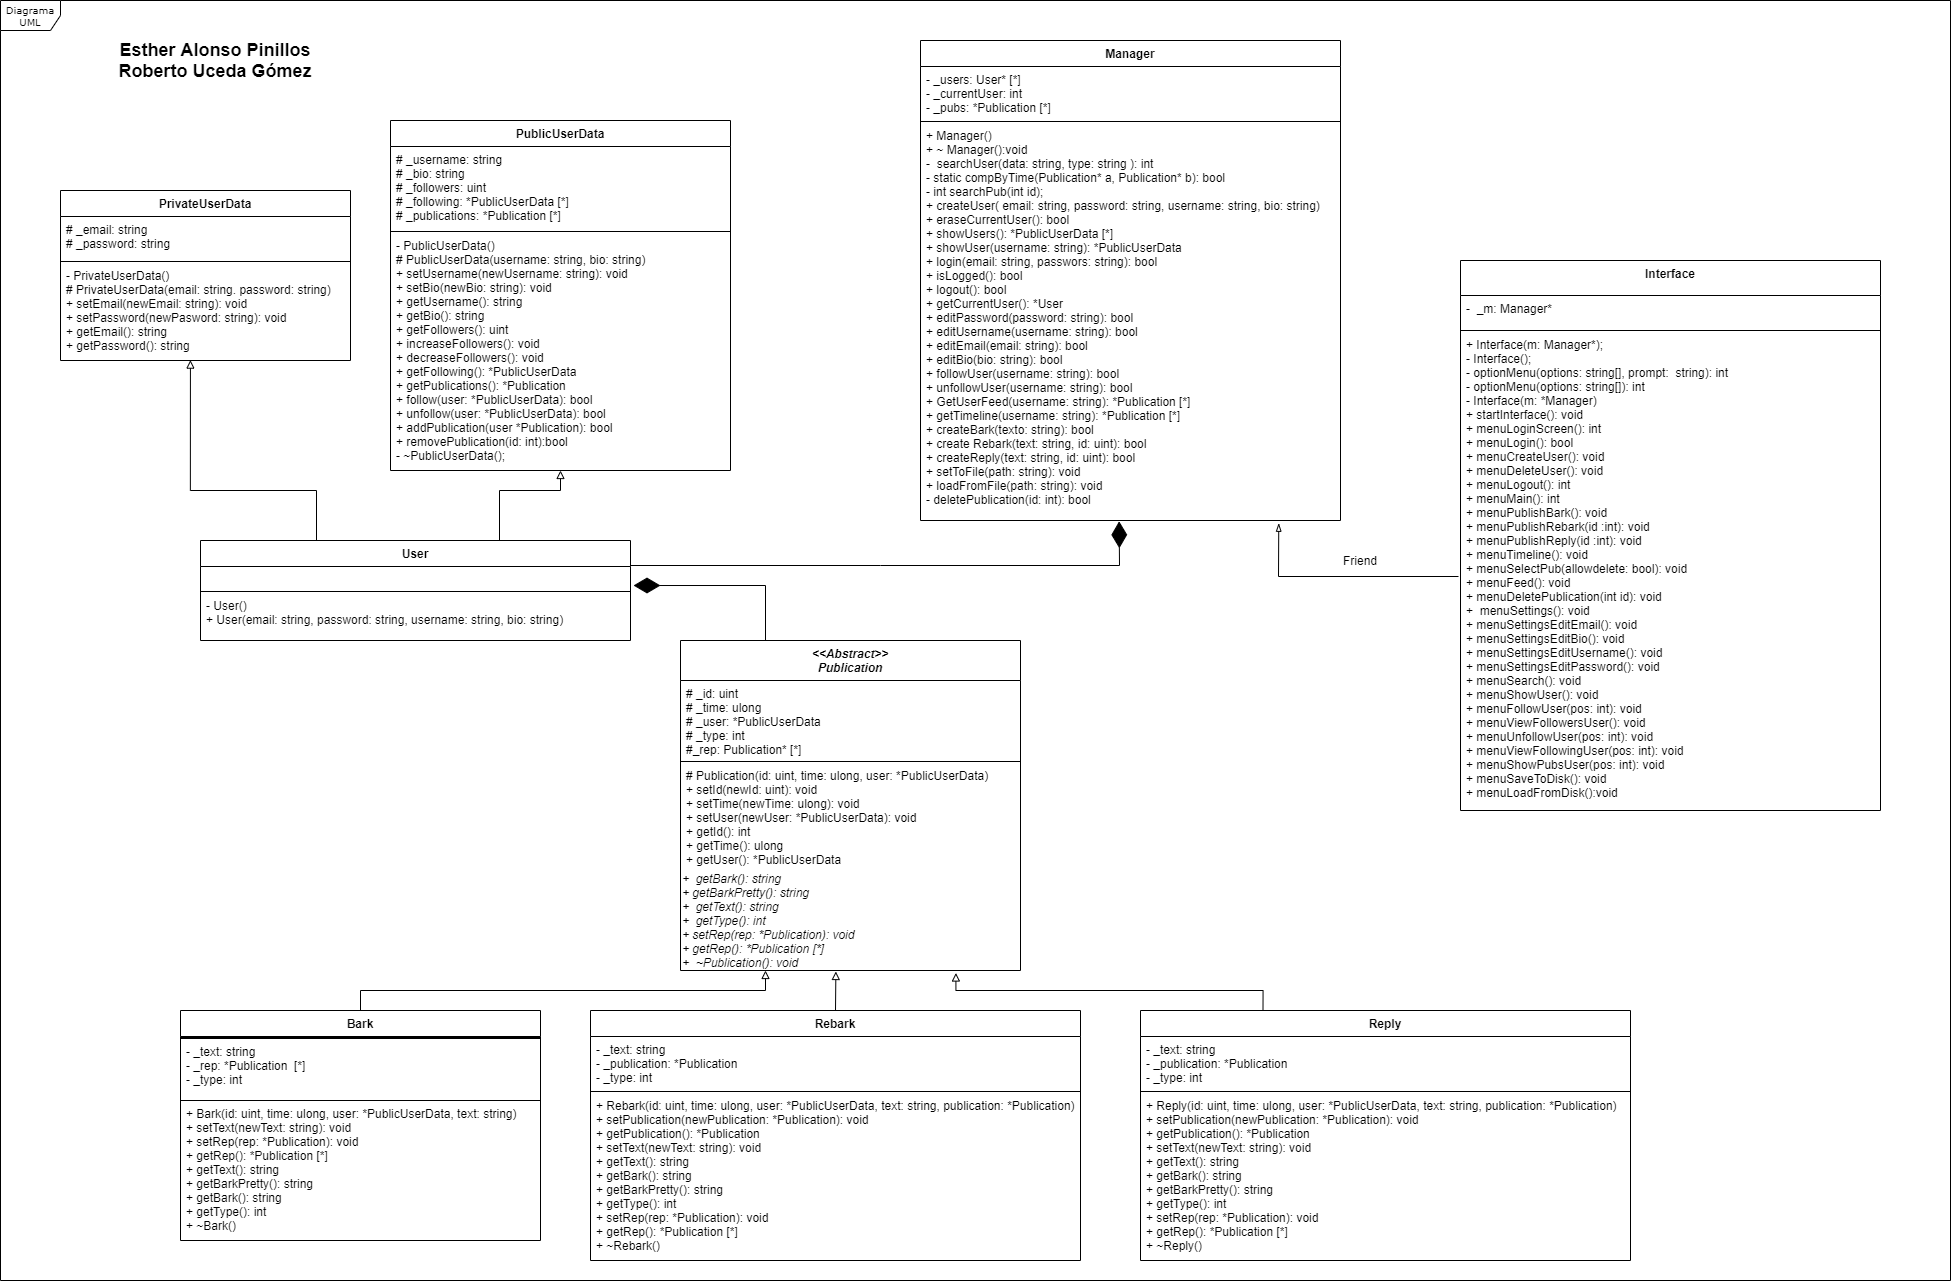 Diagrama
UML
Esther Alonso Pinillos
Roberto Uceda Gómez
PrivateUserData
# _email: string
# _password: string
- PrivateUserData()
# PrivateUserData(email: string. password: string)
+ setEmail(newEmail: string): void
+ setPassword(newPasword: string): void
+ getEmail(): string
+ getPassword(): string
PublicUserData
# _username: string
# _bio: string
# _followers: uint
# _following: *PublicUserData [*]
# _publications: *Publication [*]
- PublicUserData()
# PublicUserData(username: string, bio: string)
+ setUsername(newUsername: string): void
+ setBio(newBio: string): void
+ getUsername(): string
+ getBio(): string
+ getFollowers(): uint
+ increaseFollowers(): void
+ decreaseFollowers(): void
+ getFollowing(): *PublicUserData
+ getPublications(): *Publication
+ follow(user: *PublicUserData): bool
+ unfollow(user: *PublicUserData): bool
+ addPublication(user *Publication): bool
+ removePublication(id: int):bool
- ~PublicUserData();
Manager
- _users: User* [*]
- _currentUser: int
- _pubs: *Publication [*]
+ Manager()
+ ~ Manager():void
-  searchUser(data: string, type: string ): int
- static compByTime(Publication* a, Publication* b): bool
- int searchPub(int id);
+ createUser( email: string, password: string, username: string, bio: string)
+ eraseCurrentUser(): bool
+ showUsers(): *PublicUserData [*]
+ showUser(username: string): *PublicUserData
+ login(email: string, passwors: string): bool
+ isLogged(): bool
+ logout(): bool
+ getCurrentUser(): *User
+ editPassword(password: string): bool
+ editUsername(username: string): bool
+ editEmail(email: string): bool
+ editBio(bio: string): bool
+ followUser(username: string): bool
+ unfollowUser(username: string): bool
+ GetUserFeed(username: string): *Publication [*]
+ getTimeline(username: string): *Publication [*]
+ createBark(texto: string): bool
+ create Rebark(text: string, id: uint): bool
+ createReply(text: string, id: uint): bool
+ setToFile(path: string): void
+ loadFromFile(path: string): void
- deletePublication(id: int): bool
Interface
-  _m: Manager*
+ Interface(m: Manager*);
- Interface();
- optionMenu(options: string[], prompt:  string): int
- optionMenu(options: string[]): int
- Interface(m: *Manager)
+ startInterface(): void
+ menuLoginScreen(): int
+ menuLogin(): bool
+ menuCreateUser(): void
+ menuDeleteUser(): void
+ menuLogout(): int
+ menuMain(): int
+ menuPublishBark(): void
+ menuPublishRebark(id :int): void
+ menuPublishReply(id :int): void
+ menuTimeline(): void
+ menuSelectPub(allowdelete: bool): void
+ menuFeed(): void
+ menuDeletePublication(int id): void
+  menuSettings(): void
+ menuSettingsEditEmail(): void
+ menuSettingsEditBio(): void
+ menuSettingsEditUsername(): void
+ menuSettingsEditPassword(): void
+ menuSearch(): void
+ menuShowUser(): void
+ menuFollowUser(pos: int): void
+ menuViewFollowersUser(): void
+ menuUnfollowUser(pos: int): void
+ menuViewFollowingUser(pos: int): void
+ menuShowPubsUser(pos: int): void
+ menuSaveToDisk(): void
+ menuLoadFromDisk():void
Friend
User
- User()
+ User(email: string, password: string, username: string, bio: string)
<<Abstract>>
Publication
# _id: uint
# _time: ulong
# _user: *PublicUserData
# _type: int
#_rep: Publication* [*]
# Publication(id: uint, time: ulong, user: *PublicUserData)
+ setId(newId: uint): void
+ setTime(newTime: ulong): void
+ setUser(newUser: *PublicUserData): void
+ getId(): int
+ getTime(): ulong
+ getUser(): *PublicUserData
+  getBark(): string
+ getBarkPretty(): string
+  getText(): string
+  getType(): int
+ setRep(rep: *Publication): void
+ getRep(): *Publication [*]
+  ~Publication(): void
Bark
- _text: string
- _rep: *Publication  [*]
- _type: int
+ Bark(id: uint, time: ulong, user: *PublicUserData, text: string)
+ setText(newText: string): void
+ setRep(rep: *Publication): void
+ getRep(): *Publication [*]
+ getText(): string
+ getBarkPretty(): string
+ getBark(): string
+ getType(): int
+ ~Bark()
Rebark
- _text: string
- _publication: *Publication
- _type: int
+ Rebark(id: uint, time: ulong, user: *PublicUserData, text: string, publication: *Publication)
+ setPublication(newPublication: *Publication): void
+ getPublication(): *Publication
+ setText(newText: string): void
+ getText(): string
+ getBark(): string
+ getBarkPretty(): string
+ getType(): int
+ setRep(rep: *Publication): void
+ getRep(): *Publication [*]
+ ~Rebark()
Reply
- _text: string
- _publication: *Publication
- _type: int
+ Reply(id: uint, time: ulong, user: *PublicUserData, text: string, publication: *Publication)
+ setPublication(newPublication: *Publication): void
+ getPublication(): *Publication
+ setText(newText: string): void
+ getText(): string
+ getBark(): string
+ getBarkPretty(): string
+ getType(): int
+ setRep(rep: *Publication): void
+ getRep(): *Publication [*]
+ ~Reply()